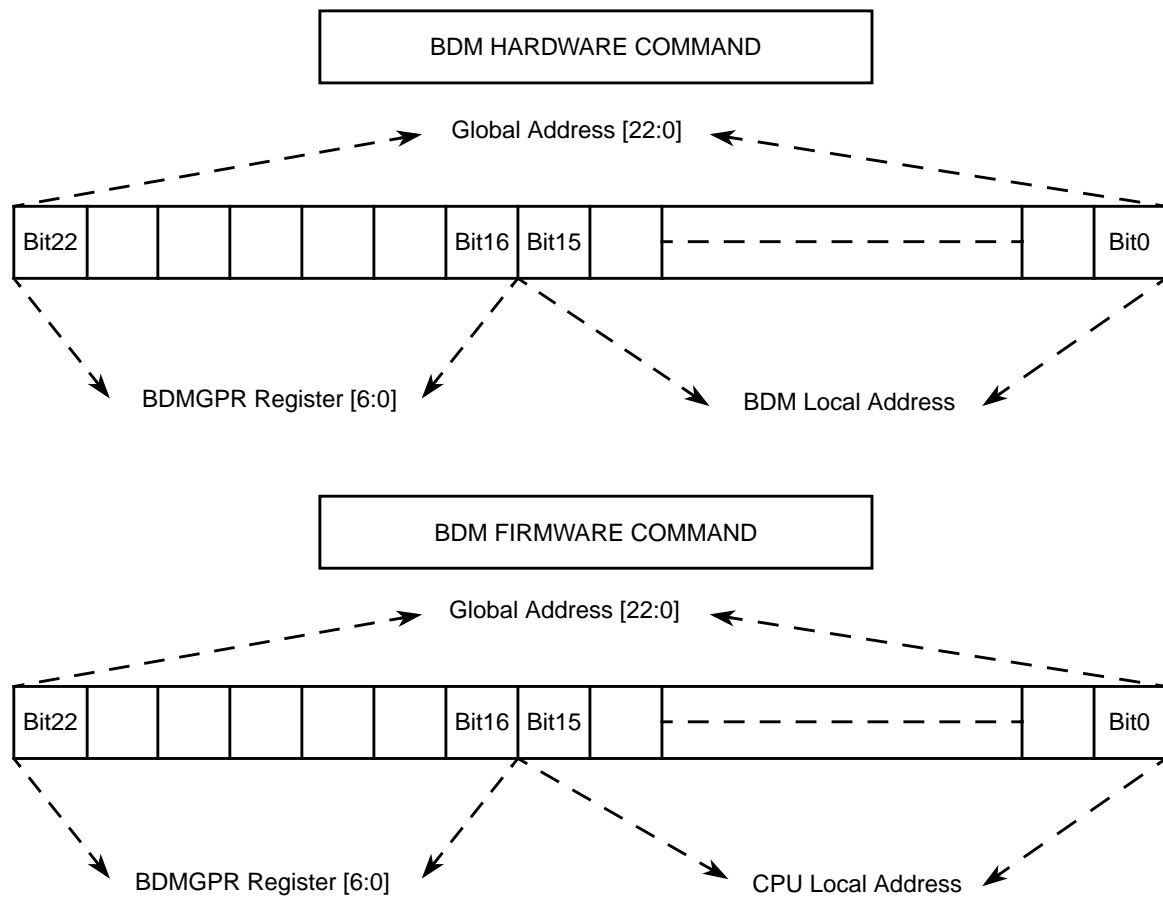 BDM HARDWARE COMMAND
Global Address [22:0]
Bit22 Bit16 Bit15 Bit0
BDMGPR Register [6:0] BDM Local Address
BDM FIRMWARE COMMAND
Global Address [22:0]
Bit22 Bit16 Bit15 Bit0
BDMGPR Register [6:0] CPU Local Address